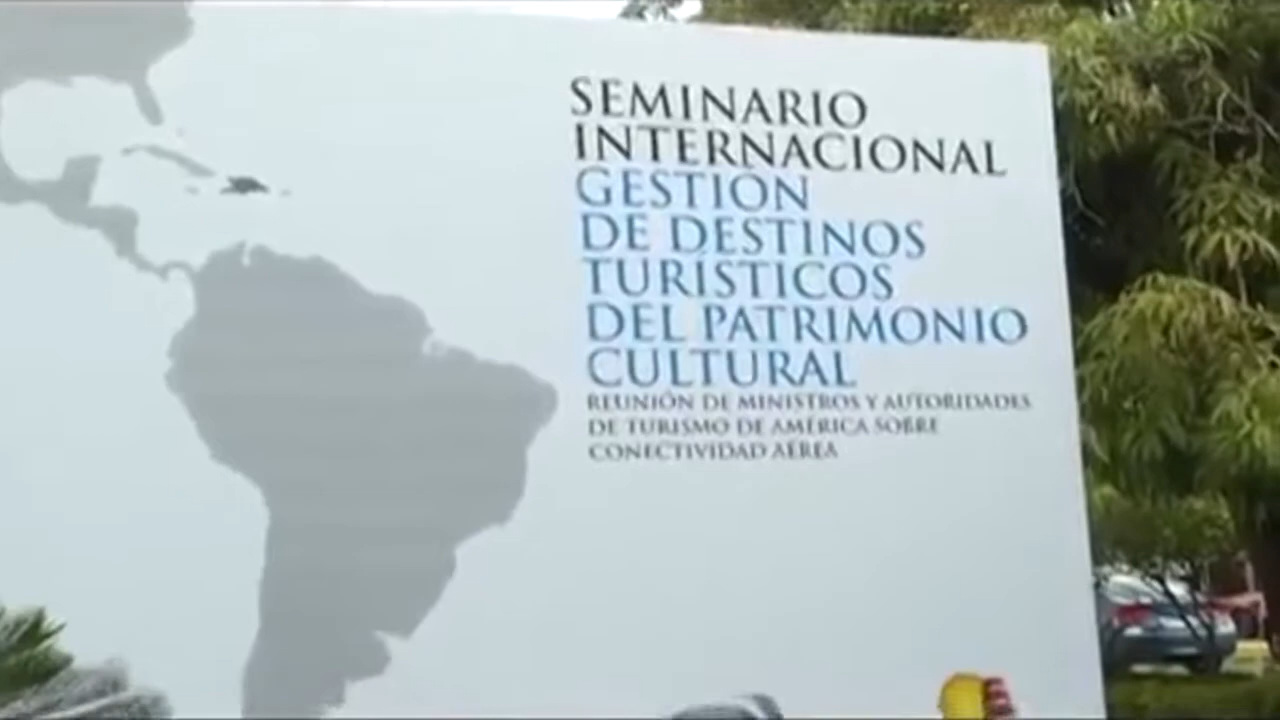 SEMINARIO
INTERNACIONAL
GESTIÓN
DE DESTINOS
TURÍSTICOS
DEL PATRIMONIO
CULTURAL
REUNIÓN DE MINISTROS Y AUTORIDADES
DE TURISMO DE AMÉRICA SOBRE
CONECTIVIDAD AÉREA